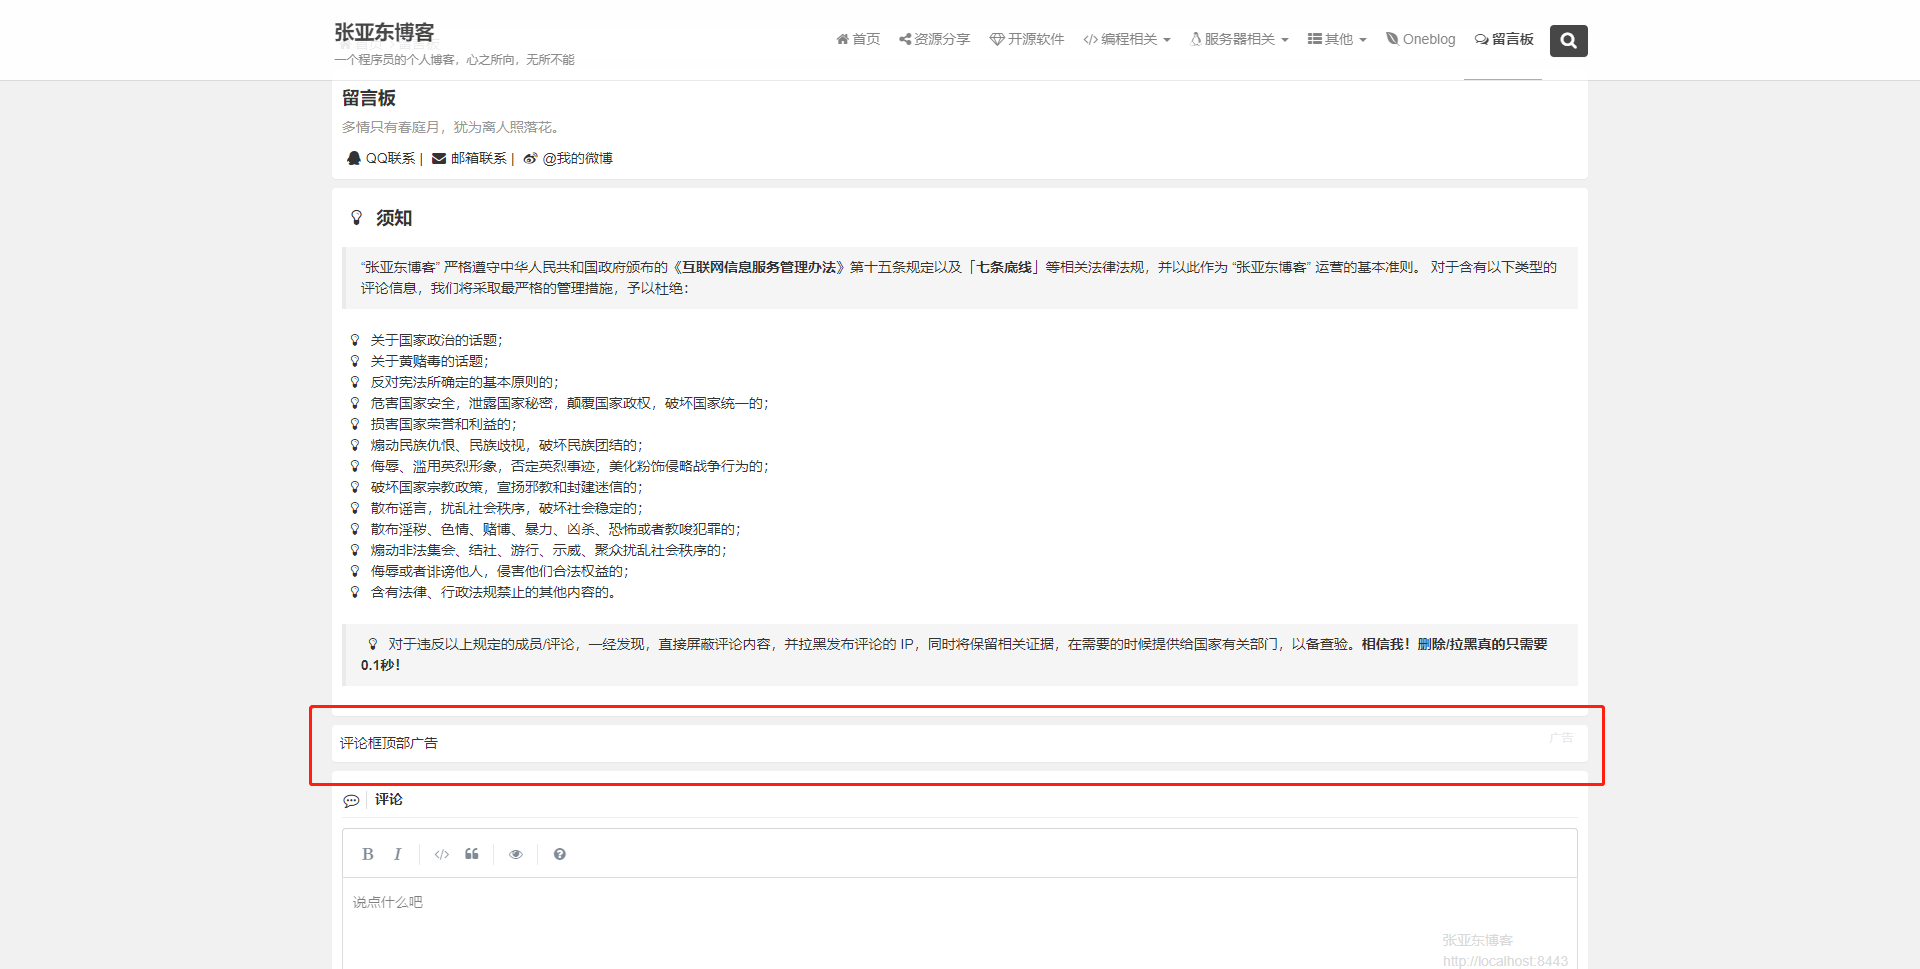 张亚东博客
一个程序员的个人博客，心之所向，无所不能
首页 资源分享 开源软件 </> 编程相关 服务器相关 其他 Oneblog 留言板
留言板
多情只有春庭月，犹为离人照落花。
QQ联系 | 邮箱联系 | @我的微博
须知
“张亚东博客” 严格遵守中华人民共和国政府颁布的《互联网信息服务管理办法》第十五条规定以及「七条底线」等相关法律法规，并以此作为 “张亚东博客” 运营的基本准则。 对于含有以下类型的
评论信息，我们将采取最严格的管理措施，予以杜绝：
关于国家政治的话题；
关于黄赌毒的话题；
反对宪法所确定的基本原则的；
危害国家安全，泄露国家秘密，颠覆国家政权，破坏国家统一的；
损害国家荣誉和利益的；
煽动民族仇恨、民族歧视，破坏民族团结的；
侮辱、滥用英烈形象，否定英烈事迹，美化粉饰侵略战争行为的；
破坏国家宗教政策，宣扬邪教和封建迷信的；
散布谣言，扰乱社会秩序，破坏社会稳定的；
散布淫秽、色情、赌博、暴力、凶杀、恐怖或者教唆犯罪的；
煽动非法集会、结社、游行、示威、聚众扰乱社会秩序的；
侮辱或者诽谤他人，侵害他们合法权益的；
含有法律、行政法规禁止的其他内容的。
对于违反以上规定的成员/评论，一经发现，直接屏蔽评论内容，并拉黑发布评论的 IP，同时将保留相关证据，在需要的时候提供给国家有关部门，以备查验。相信我！删除/拉黑真的只需要
0.1秒！
评论框顶部广告
广告
评论
B I </>
说点什么吧
张亚东博客
http://localhost:8443